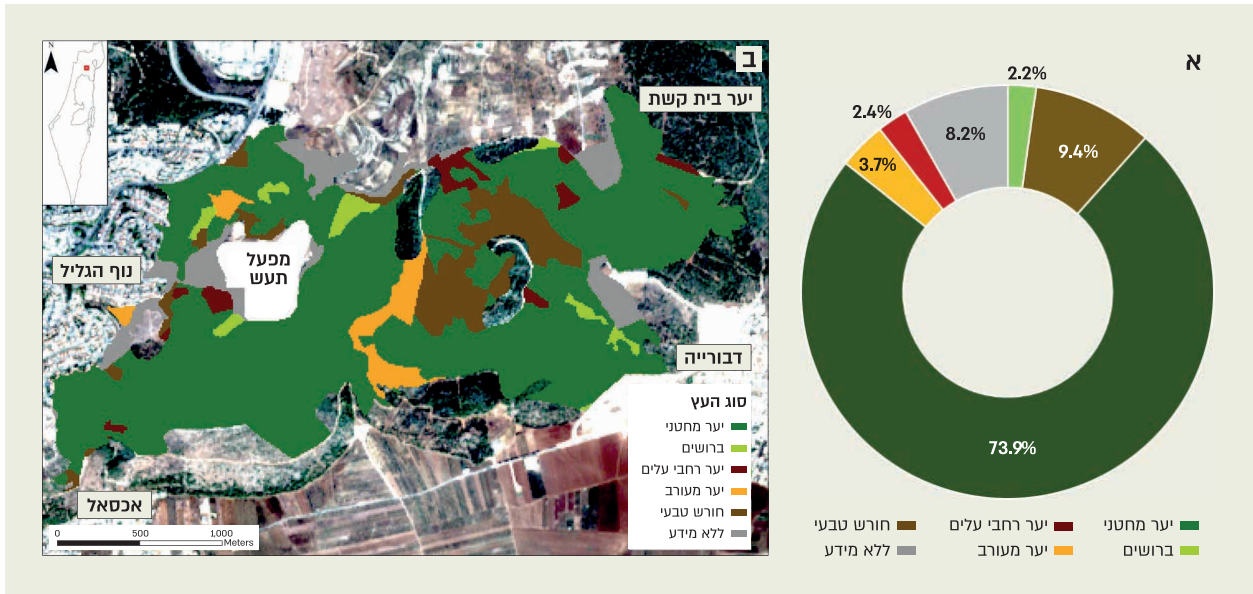 א
2.2%
9.4%
73.9%
3.7%
2.4%
8.2%
יער מחטני
יער רחבי עלים
חורש טבעי
ברושים
יער מעורב
ללא מידע
ב
N
יער בית קשת
נוף הגליל
מפעל
תעש
דבורייה
אכסאל
סוג העץ
יער מחטני
ברושים
יער רחבי עלים
יער מעורב
חורש טבעי
ללא מידע
0 500 1,000
Meters